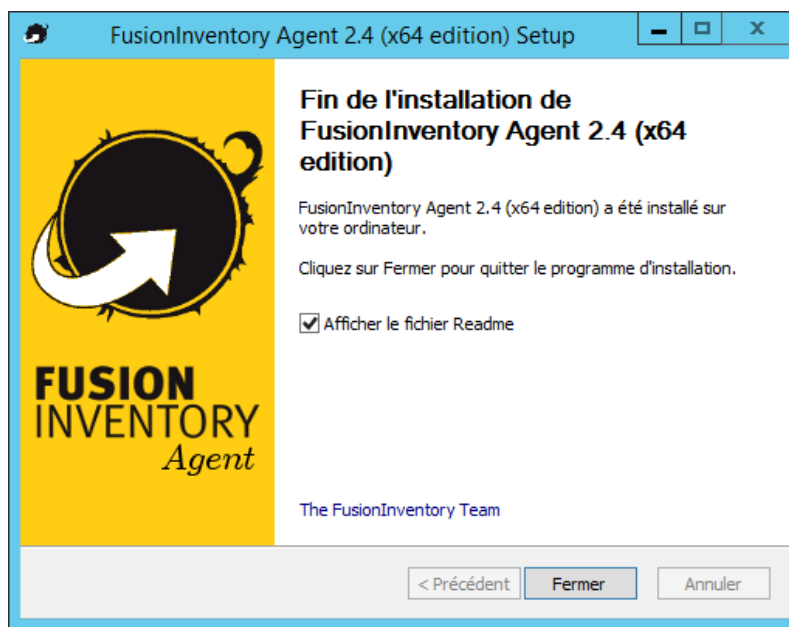 FusionInventory Agent 2.4 (x64 edition) Setup
Fin de l'installation de
FusionInventory Agent 2.4 (x64
edition)
FusionInventory Agent 2.4 (x64 edition) a été installé sur
votre ordinateur.
Cliquez sur Fermer pour quitter le programme d'installation.
Afficher le fichier Readme
FUSION
INVENTORY
Agent
The FusionInventory Team
< Précédent
Fermer
Annuler